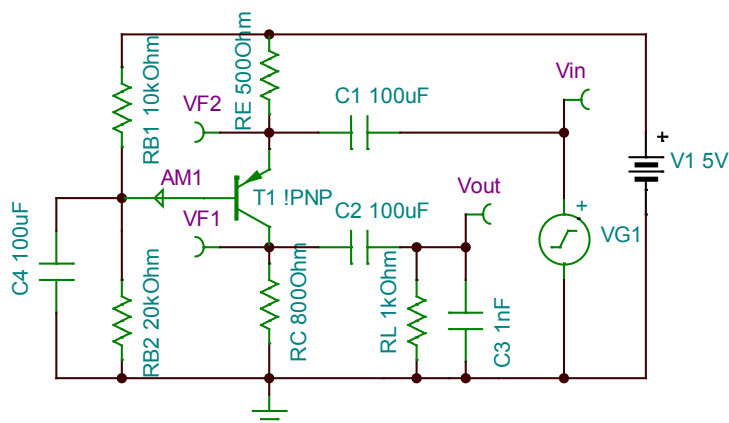 RB1 10kOhm
VF2
RE 500Ohm
C1 100uF
Vin
+
V1 5V
AM1
T1 !PNP
C4 100uF
VF1
C2 100uF
Vout
+
VG1
RB2 20kOhm
RC 800Ohm
RL 1kOhm
C3 1nF